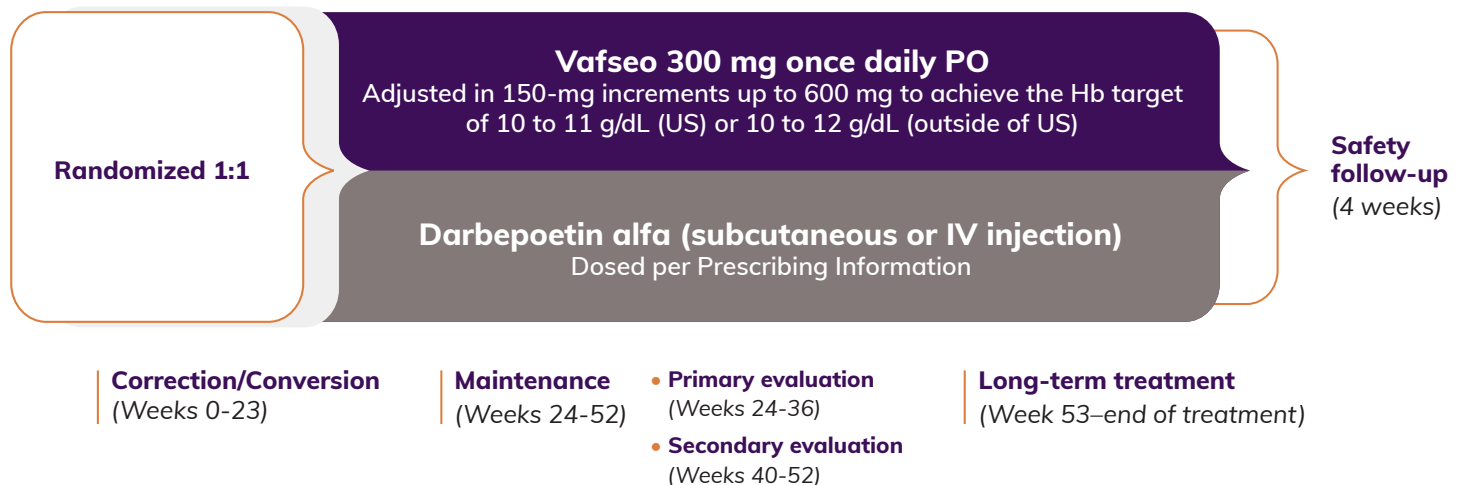 Randomized 1:1
Vafseo 300 mg once daily PO
Adjusted in 150-mg increments up to 600 mg to achieve the Hb target
of 10 to 11 g/dL (US) or 10 to 12 g/dL (outside of US)
Darbepoetin alfa (subcutaneous or IV injection)
Dosed per Prescribing Information
Safety
follow-up
(4 weeks)
Correction/Conversion
(Weeks 0-23)
Maintenance
(Weeks 24-52)
• Primary evaluation
(Weeks 24-36)
• Secondary evaluation
(Weeks 40-52)
Long-term treatment
(Week 53–end of treatment)